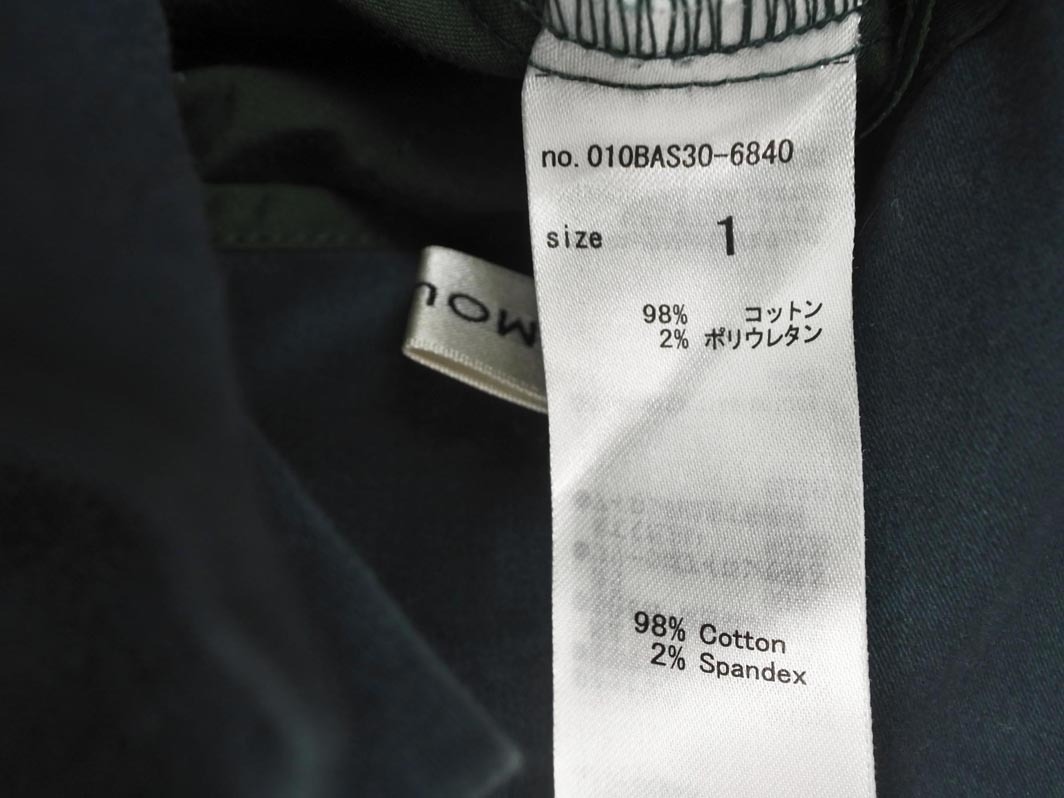 no. 010BAS30-6840
size 1
98% コットン
2% ポリウレタン
98% Cotton
2% Spandex